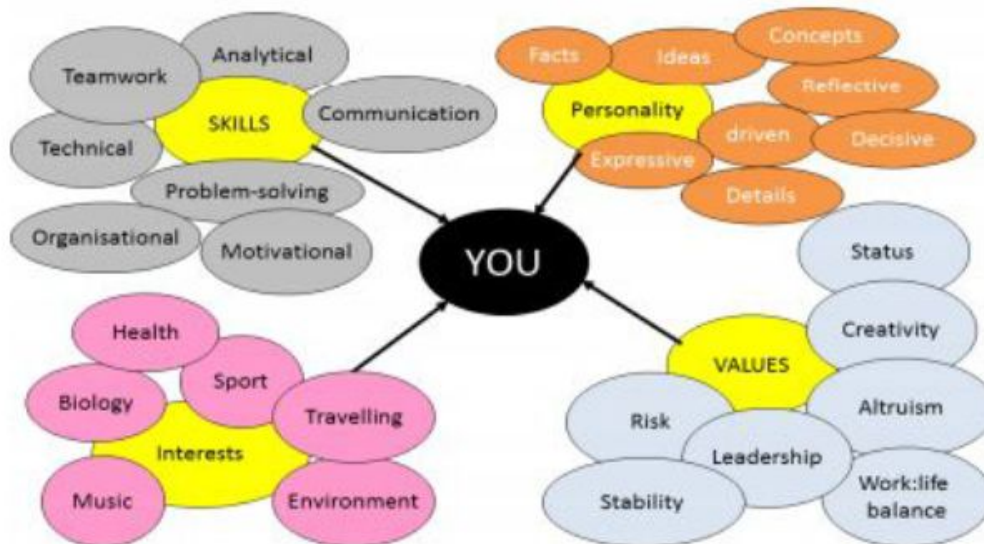 Analytical
Teamwork
SKILLS
Communication
Technical
Problem-solving
Organisational
Motivational
Facts
Ideas
Concepts
Personality
Reflective
driven
Decisive
Expressive
Details
YOU
Health
Sport
Biology
Travelling
Interests
Music
Environment
Status
Creativity
VALUES
Risk
Altruism
Leadership
Stability
Work:life
balance